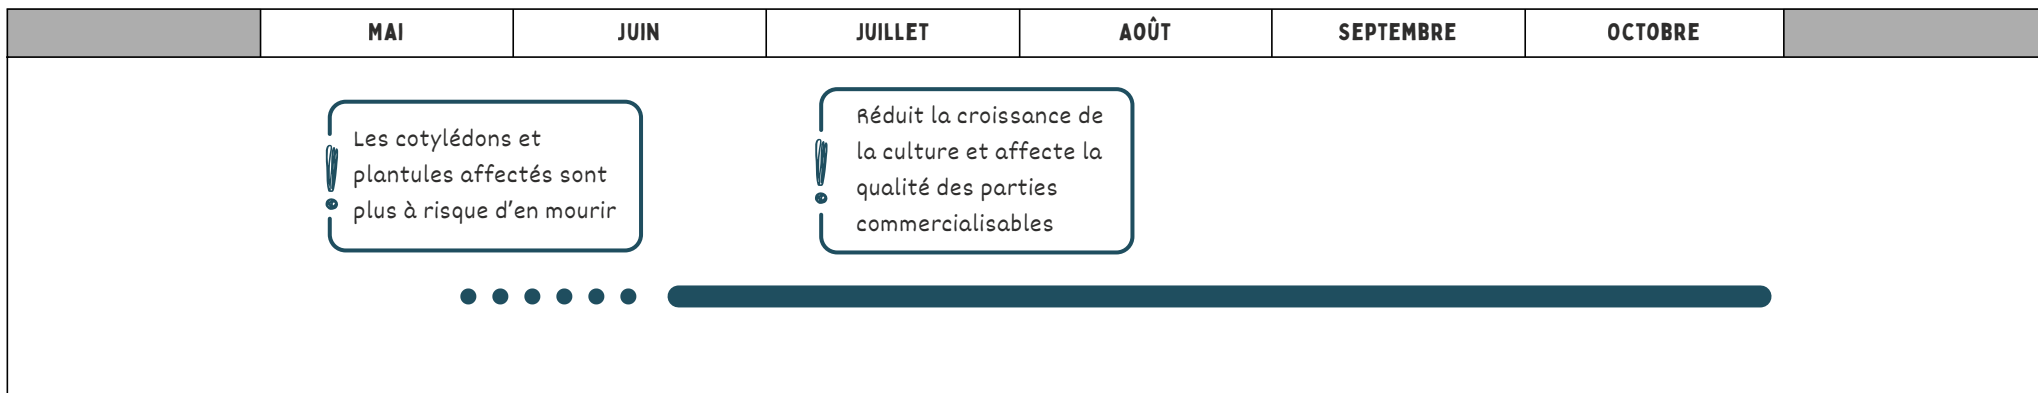 MAI JUIN JUILLET AOÛT SEPTEMBRE OCTOBRE
Les cotylédons et
plantules affectés sont
plus à risque d'en mourir
Réduit la croissance de
la culture et affecte la
qualité des parties
commercialisables